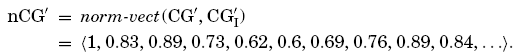 nCG′ = norm-vect(CG′, CG′I)
= ⟨1, 0.83, 0.89, 0.73, 0.62, 0.6, 0.69, 0.76, 0.89, 0.84, …⟩.